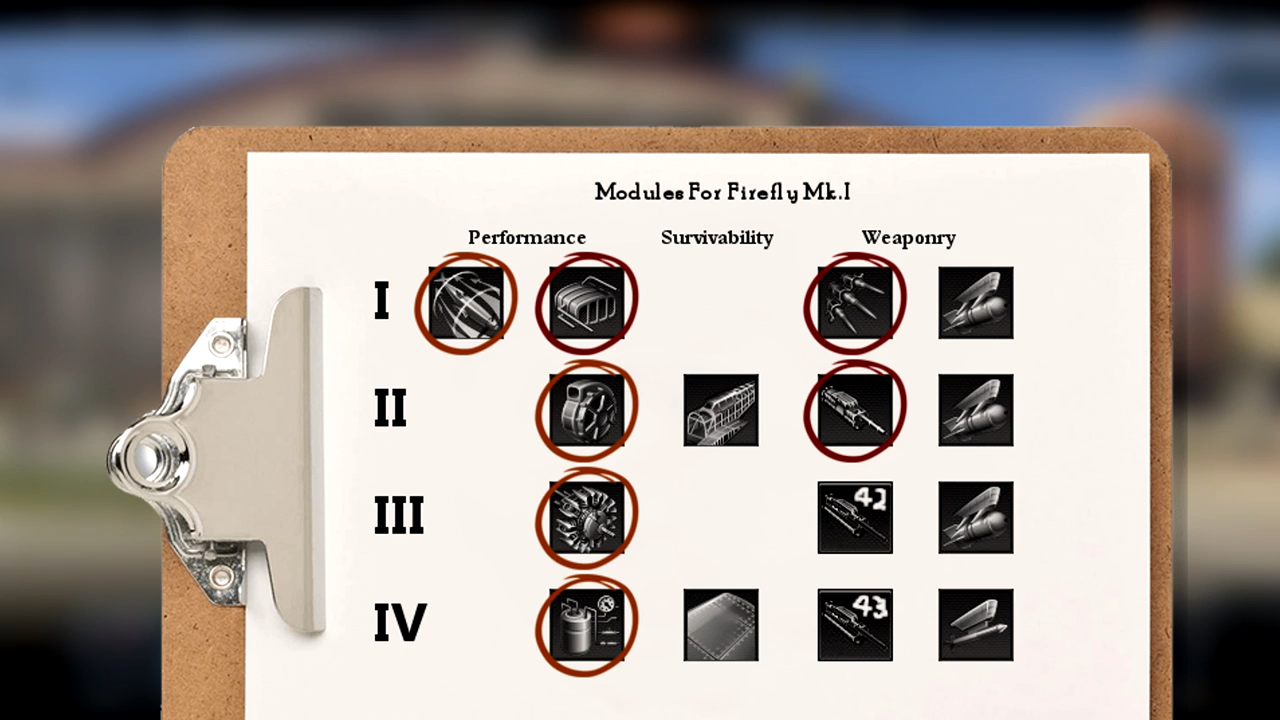 Modules For Firefly Mk.I
Performance Survivability Weaponry
I
II
III 42
IV 43